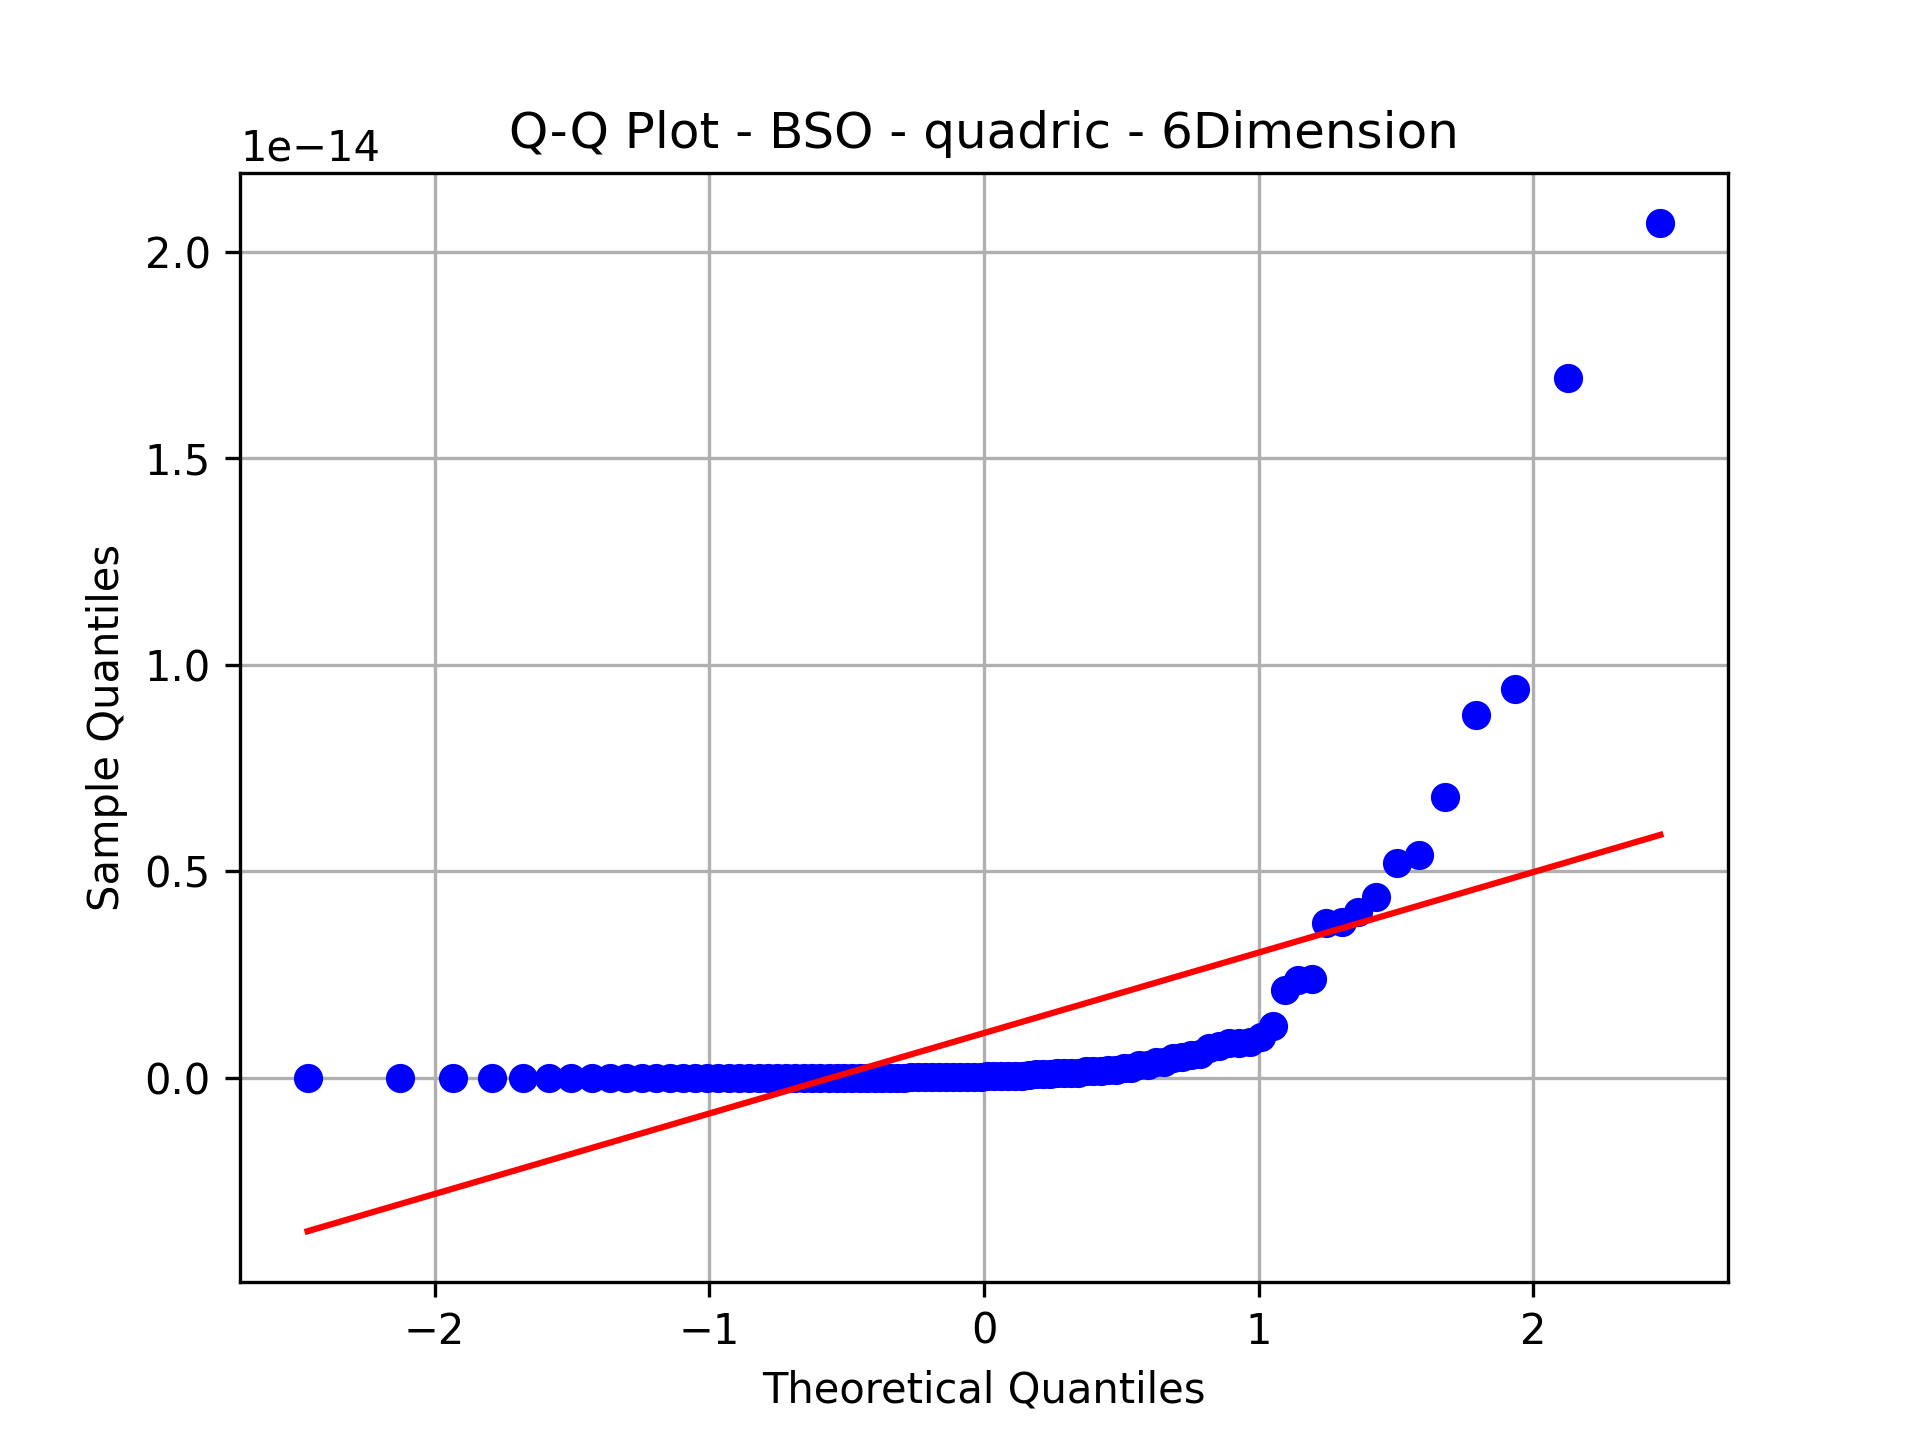 Q-Q Plot - BSO - quadric - 6Dimension
1e−14
2.0
1.5
1.0
0.5
0.0
Sample Quantiles
−2
−1
0
1
2
Theoretical Quantiles